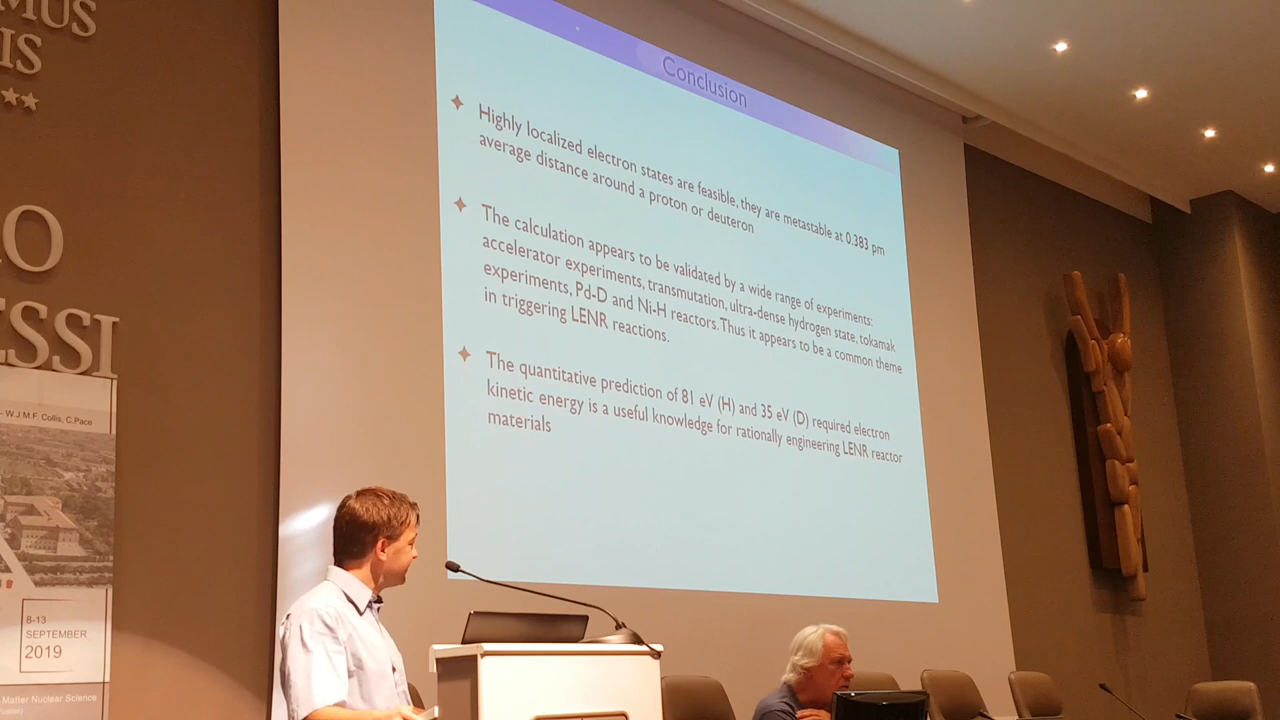 MUS
IS
★★
O
ESSI
- W.J.M.F. Collis, C.Pace
8-13
SEPTEMBER
2019
Matter Nuclear Science
Conclusion
Highly localized electron states are feasible, they are metastable at 0.383 pm
average distance around a proton or deuteron
The calculation appears to be validated by a wide range of experiments:
accelerator experiments, transmutation, ultra-dense hydrogen state, tokamak
experiments, Pd-D and Ni-H reactors. Thus it appears to be a common theme
in triggering LENR reactions.
The quantitative prediction of 81 eV (H) and 35 eV (D) required electron
kinetic energy is a useful knowledge for rationally engineering LENR reactor
materials